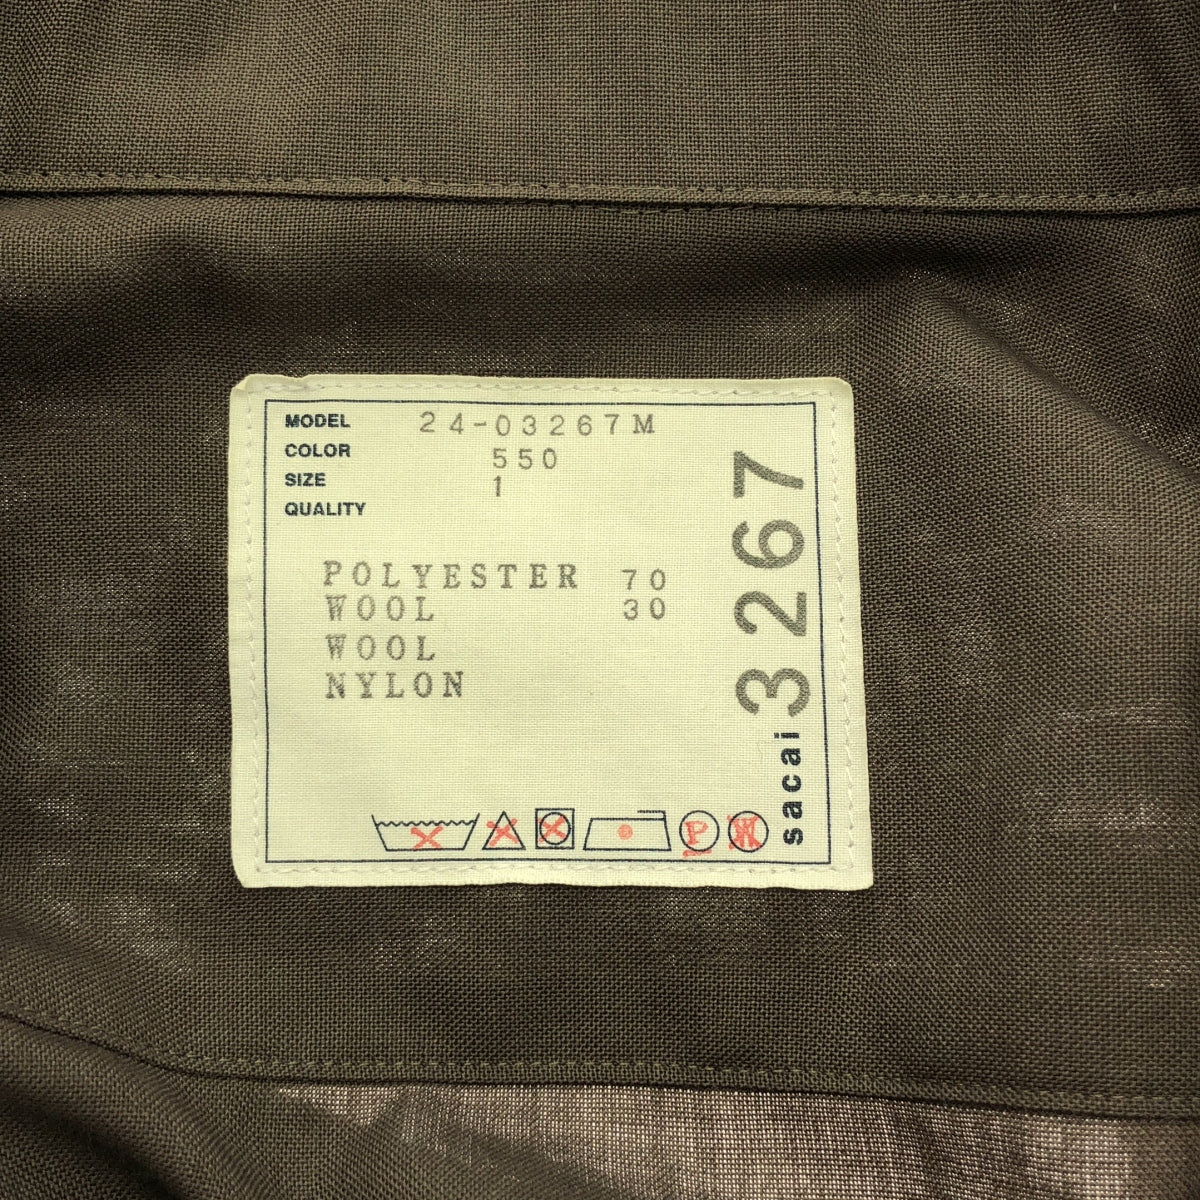 MODEL 24-03267M
COLOR 550
SIZE 1
QUALITY
POLYESTER 70
WOOL 30
WOOL
NYLON
P W
sacai 3267